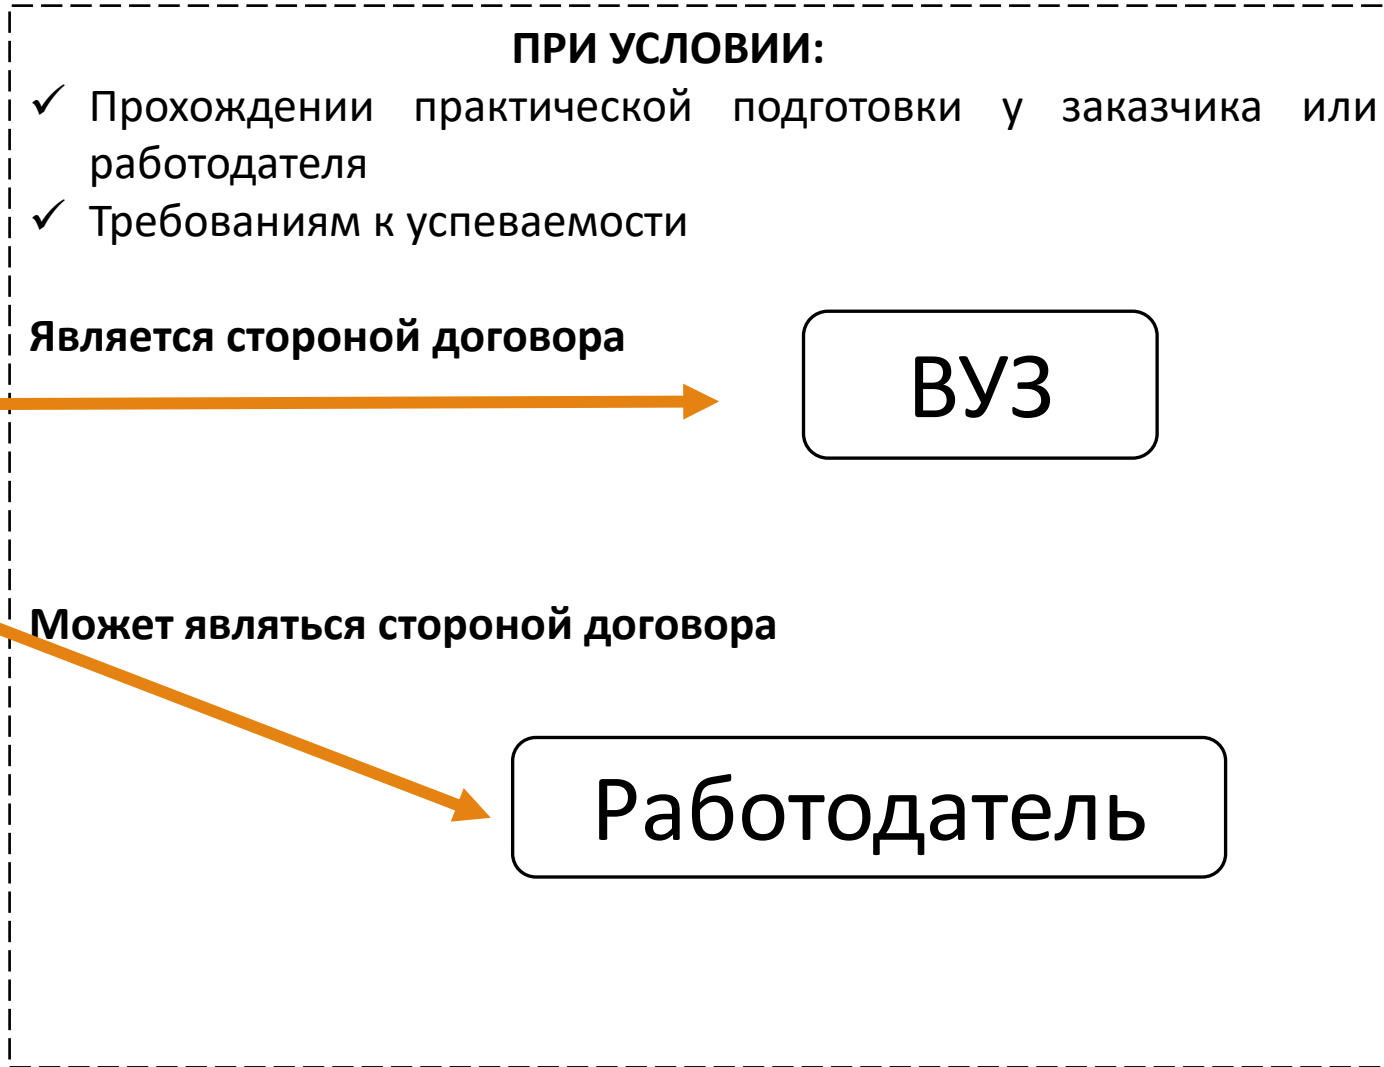 ПРИ УСЛОВИИ:
✓ Прохождении практической подготовки у заказчика или
работодателя
✓ Требованиям к успеваемости
Является стороной договора
ВУЗ
Может являться стороной договора
Работодатель